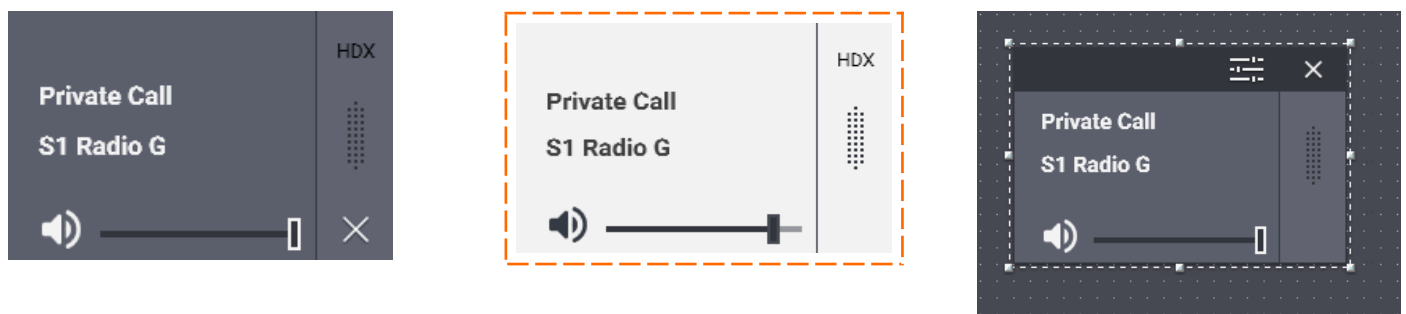 HDX
Private Call
S1 Radio G
HDX
Private Call
S1 Radio G
Private Call
S1 Radio G